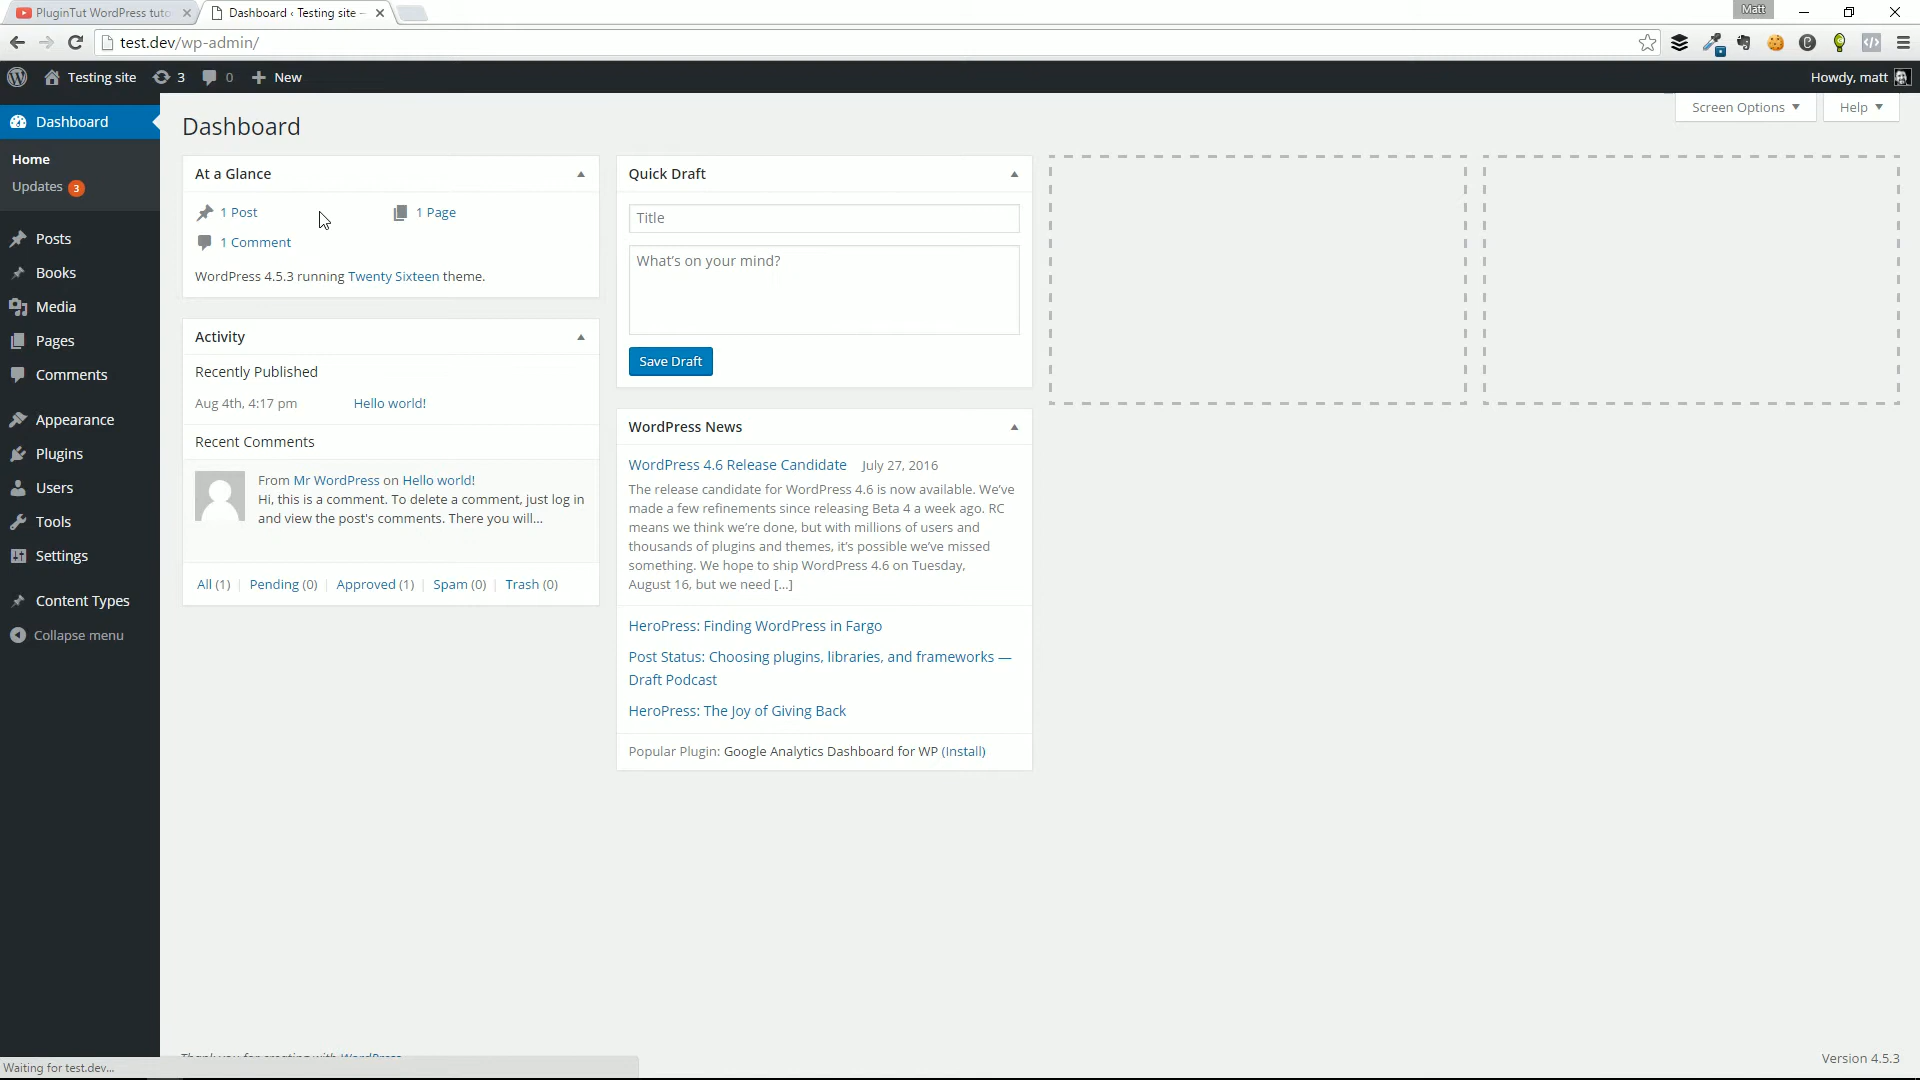 PluginTut WordPress tuto
Dashboard ‹ Testing site –
Matt
test.dev/wp-admin/
Testing site
3
0
New
Howdy, matt
Dashboard
Home
Updates 3
Posts
Books
Media
Pages
Comments
Appearance
Plugins
Users
Tools
Settings
Content Types
Collapse menu
Screen Options
Help
Dashboard
At a Glance
1 Post
1 Page
1 Comment
WordPress 4.5.3 running Twenty Sixteen theme.
Activity
Recently Published
Aug 4th, 4:17 pm
Hello world!
Recent Comments
From Mr WordPress on Hello world!
Hi, this is a comment. To delete a comment, just log in
and view the post's comments. There you will...
All (1) | Pending (0) | Approved (1) | Spam (0) | Trash (0)
Quick Draft
Title
What's on your mind?
Save Draft
WordPress News
WordPress 4.6 Release Candidate July 27, 2016
The release candidate for WordPress 4.6 is now available. We've
made a few refinements since releasing Beta 4 a week ago. RC
means we think we're done, but with millions of users and
thousands of plugins and themes, it's possible we've missed
something. We hope to ship WordPress 4.6 on Tuesday,
August 16, but we need […]
HeroPress: Finding WordPress in Fargo
Post Status: Choosing plugins, libraries, and frameworks —
Draft Podcast
HeroPress: The Joy of Giving Back
Popular Plugin: Google Analytics Dashboard for WP (Install)
Thank you for creating with WordPress.
Version 4.5.3
Waiting for test.dev...